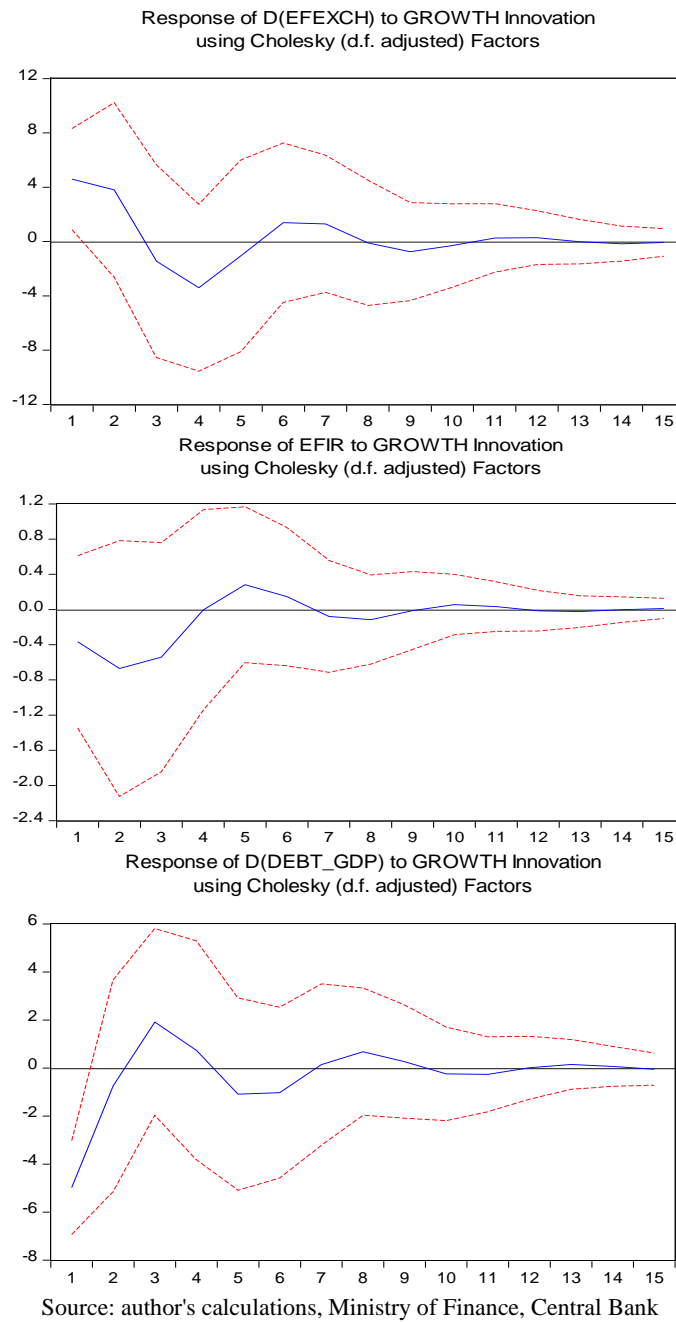 Response of D(EFEXCH) to GROWTH Innovation
using Cholesky (d.f. adjusted) Factors
12
8
4
0
-4
-8
-12
1 2 3 4 5 6 7 8 9 10 11 12 13 14 15
Response of EFIR to GROWTH Innovation
using Cholesky (d.f. adjusted) Factors
1.2
0.8
0.4
0.0
-0.4
-0.8
-1.2
-1.6
-2.0
-2.4
1 2 3 4 5 6 7 8 9 10 11 12 13 14 15
Response of D(DEBT_GDP) to GROWTH Innovation
using Cholesky (d.f. adjusted) Factors
6
4
2
0
-2
-4
-6
-8
1 2 3 4 5 6 7 8 9 10 11 12 13 14 15
Source: author's calculations, Ministry of Finance, Central Bank